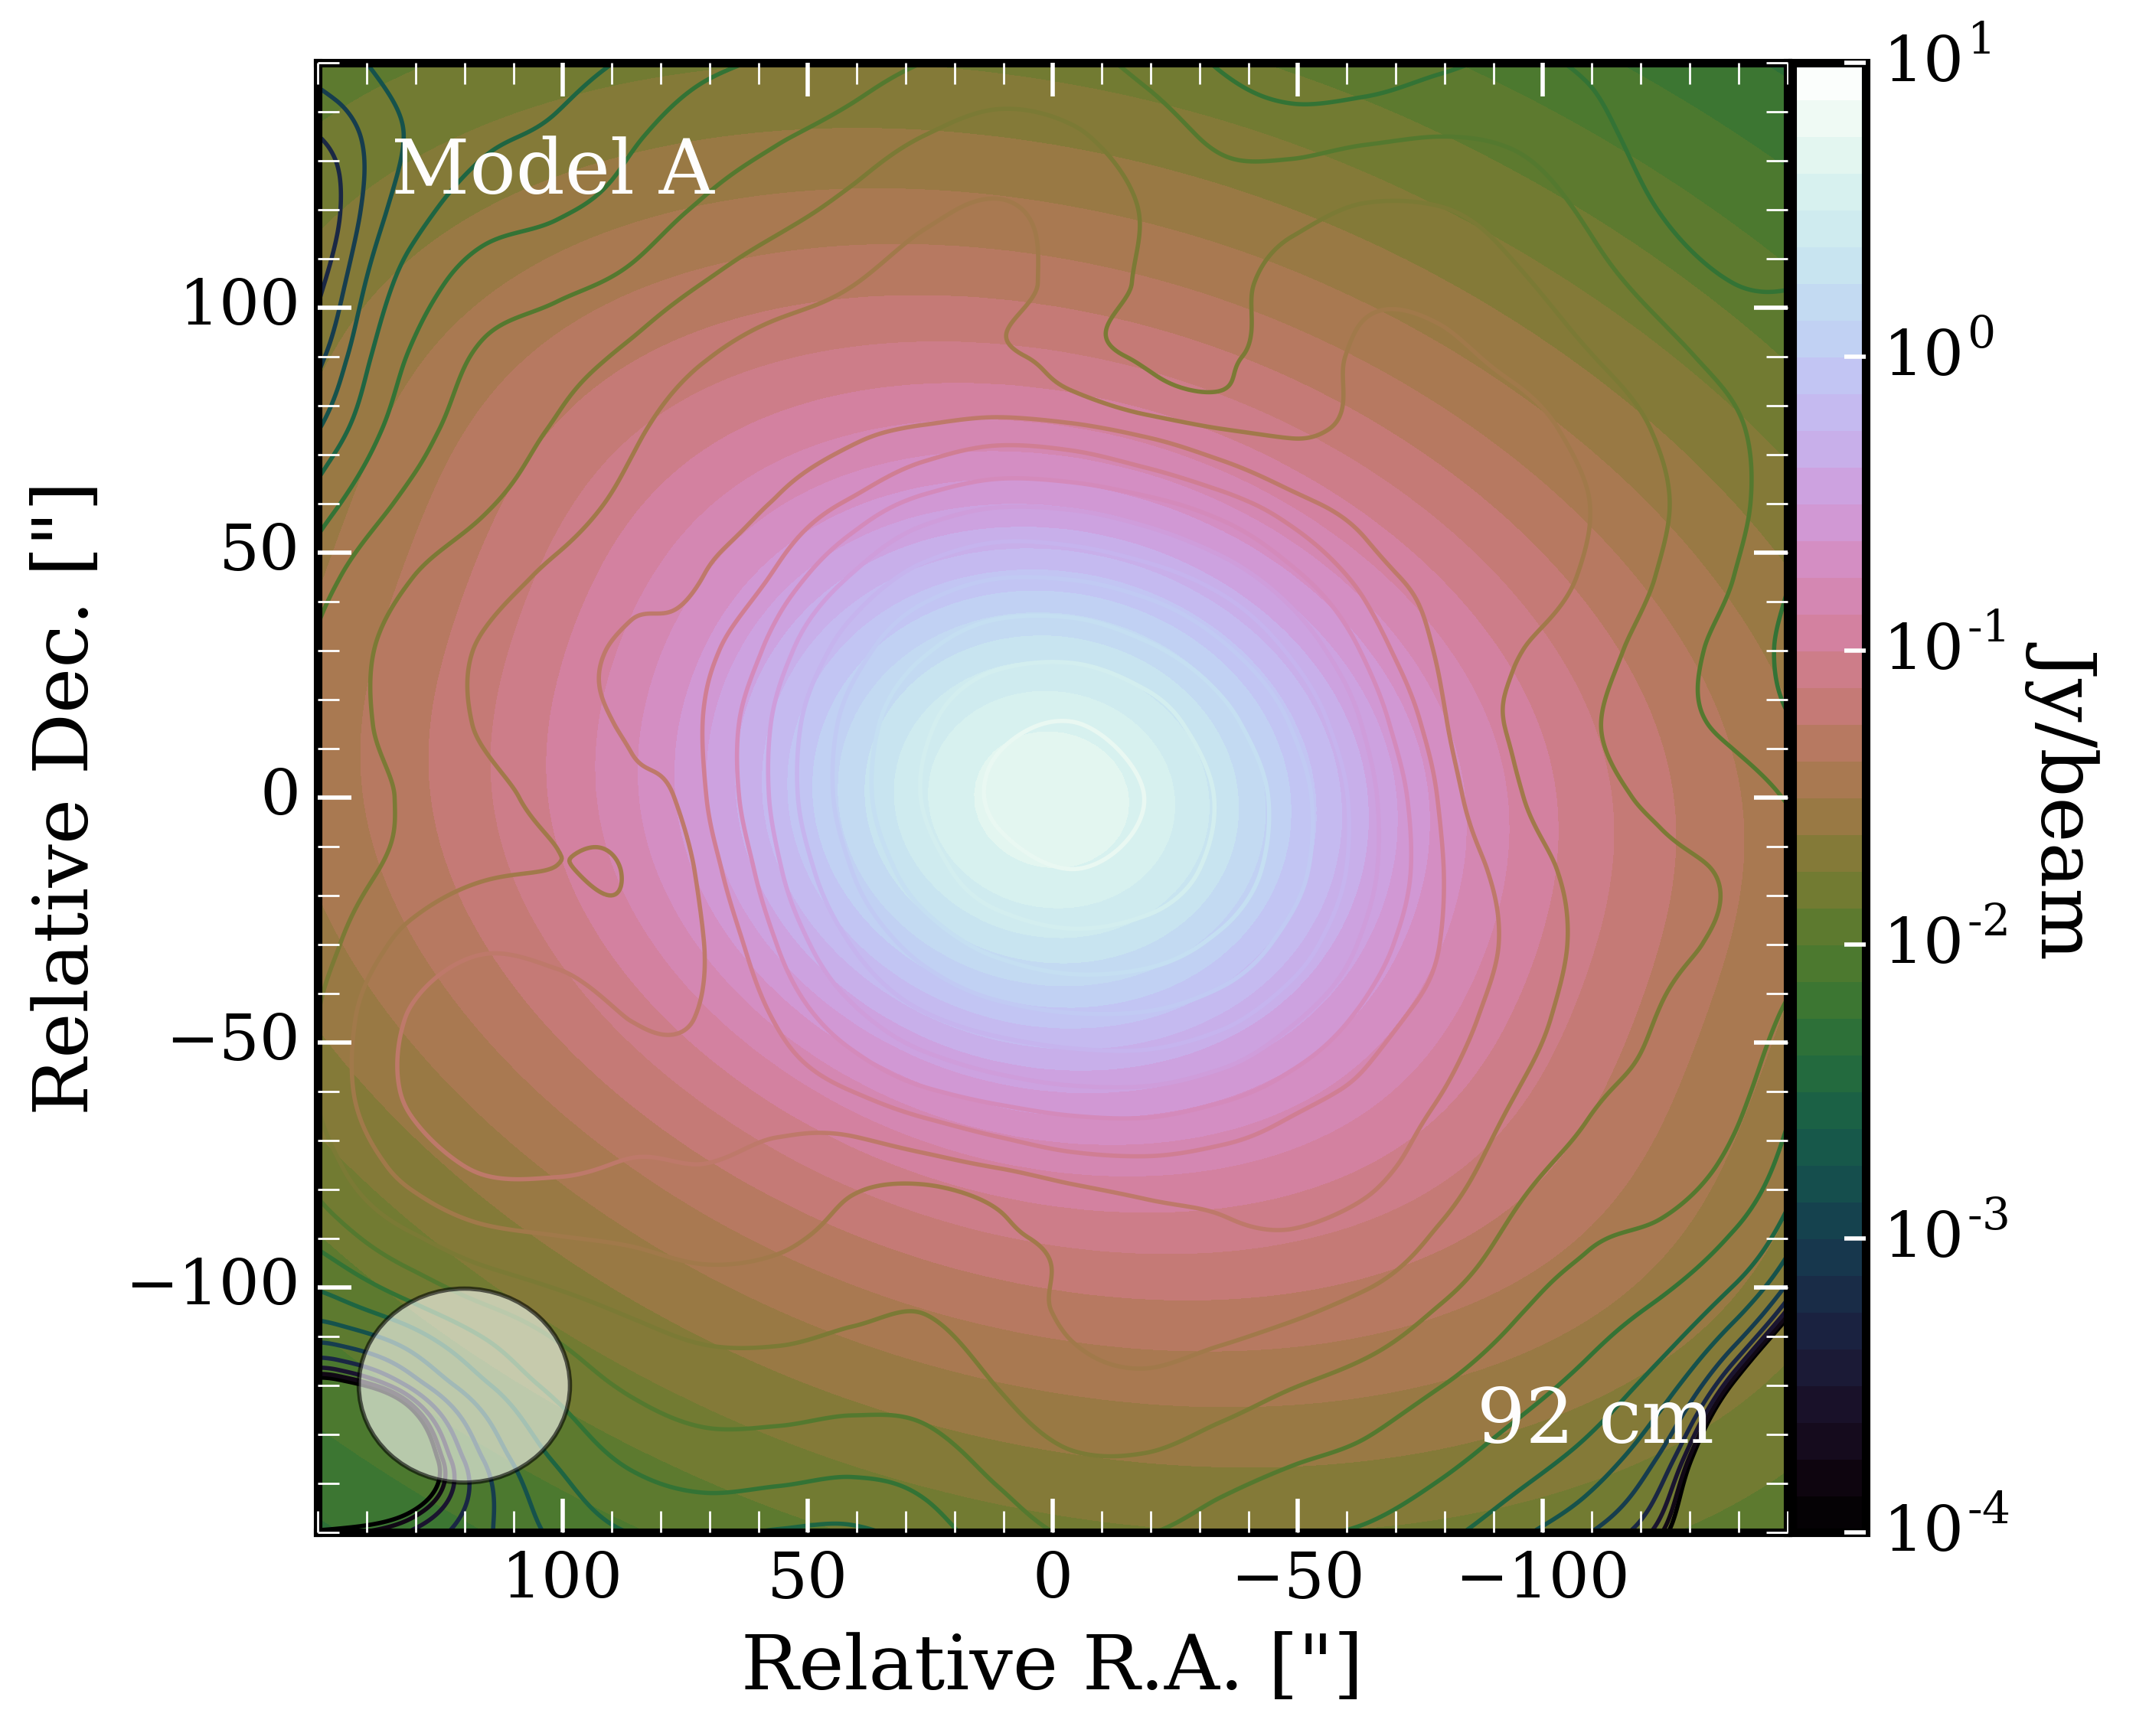 Model A
92 cm
100
50
0
−50
−100
Relative Dec. ["]
100 50 0 −50 −100
Relative R.A. ["]
10^1
10^0
10^-1
10^-2
10^-3
10^-4
Jy/beam